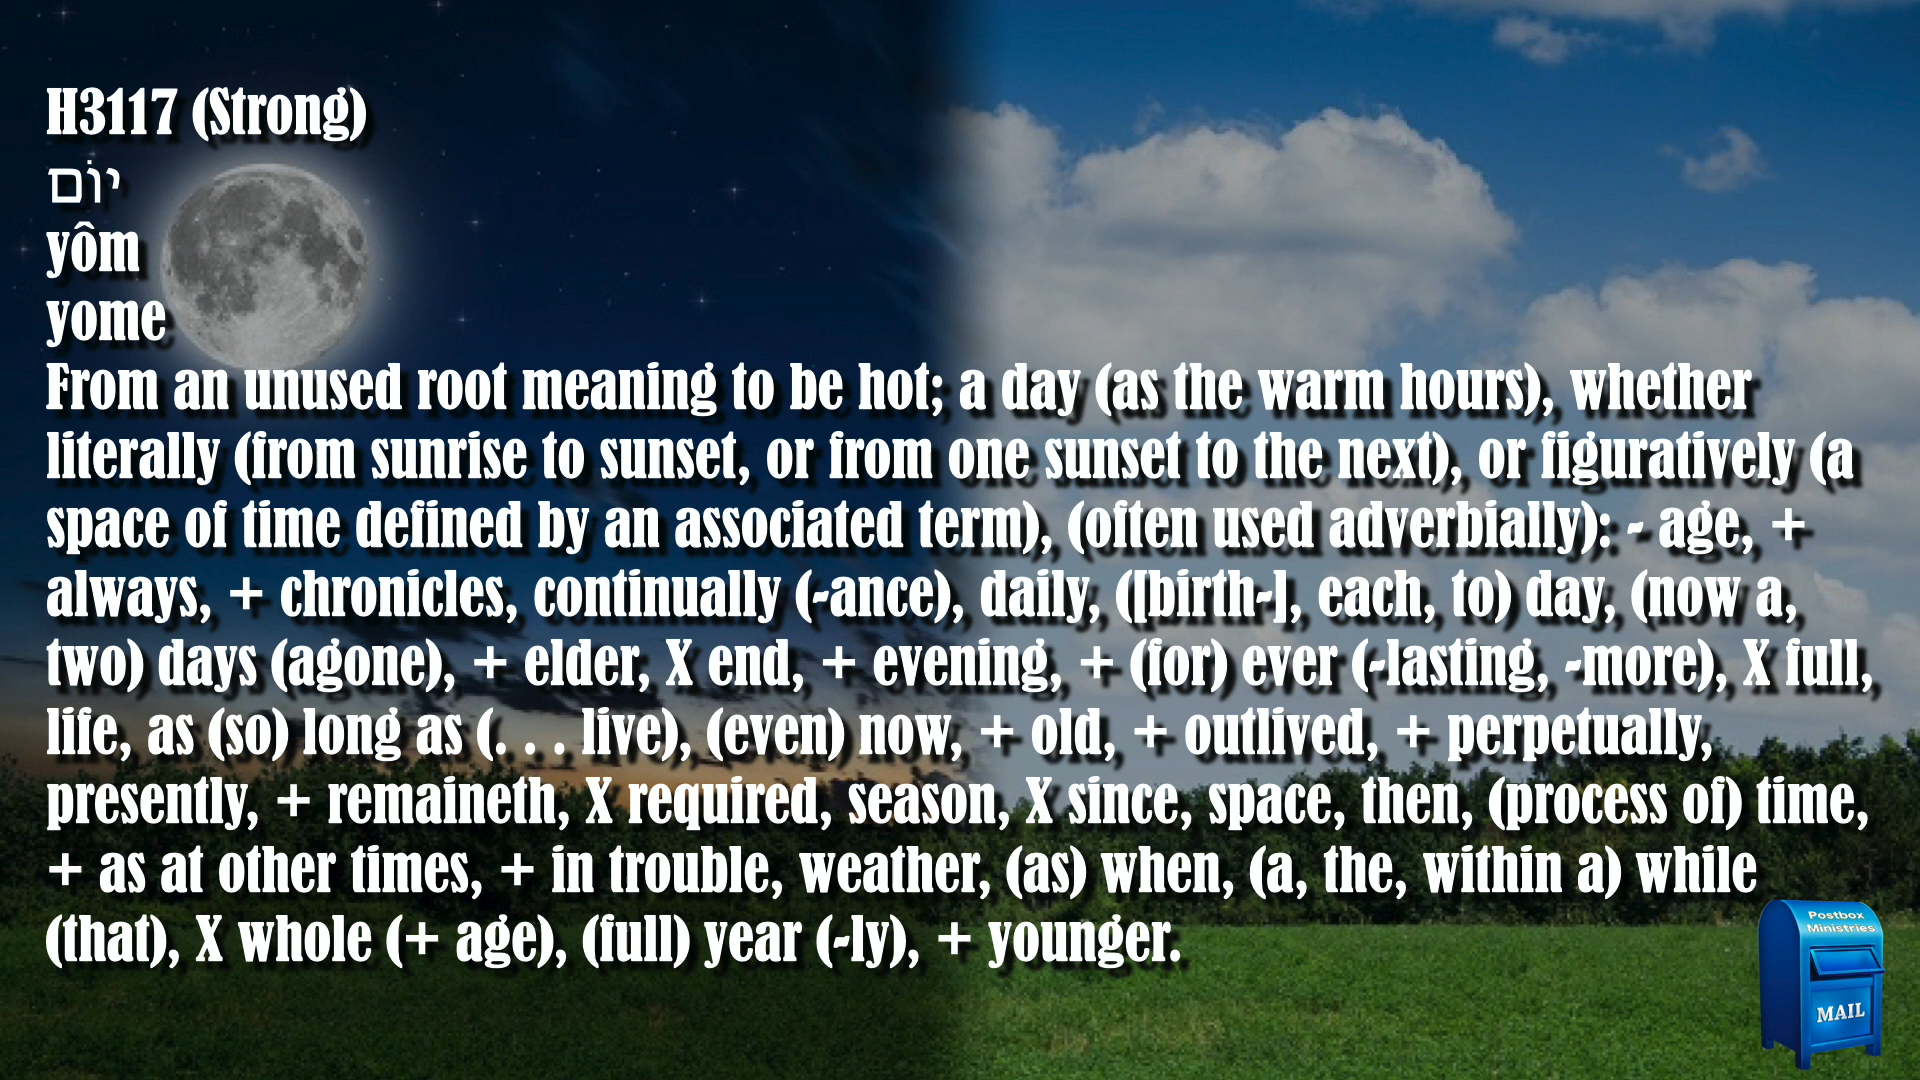 H3117 (Strong)
יוֹם
yôm
yome
From an unused root meaning to be hot; a day (as the warm hours), whether
literally (from sunrise to sunset, or from one sunset to the next), or figuratively (a
space of time defined by an associated term), (often used adverbially): - age, +
always, + chronicles, continually (-ance), daily, ([birth-], each, to) day, (now a,
two) days (agone), + elder, X end, + evening, + (for) ever (-lasting, -more), X full,
life, as (so) long as (. . . live), (even) now, + old, + outlived, + perpetually,
presently, + remaineth, X required, season, X since, space, then, (process of) time,
+ as at other times, + in trouble, weather, (as) when, (a, the, within a) while
(that), X whole (+ age), (full) year (-ly), + younger.
Postbox
Ministries
MAIL